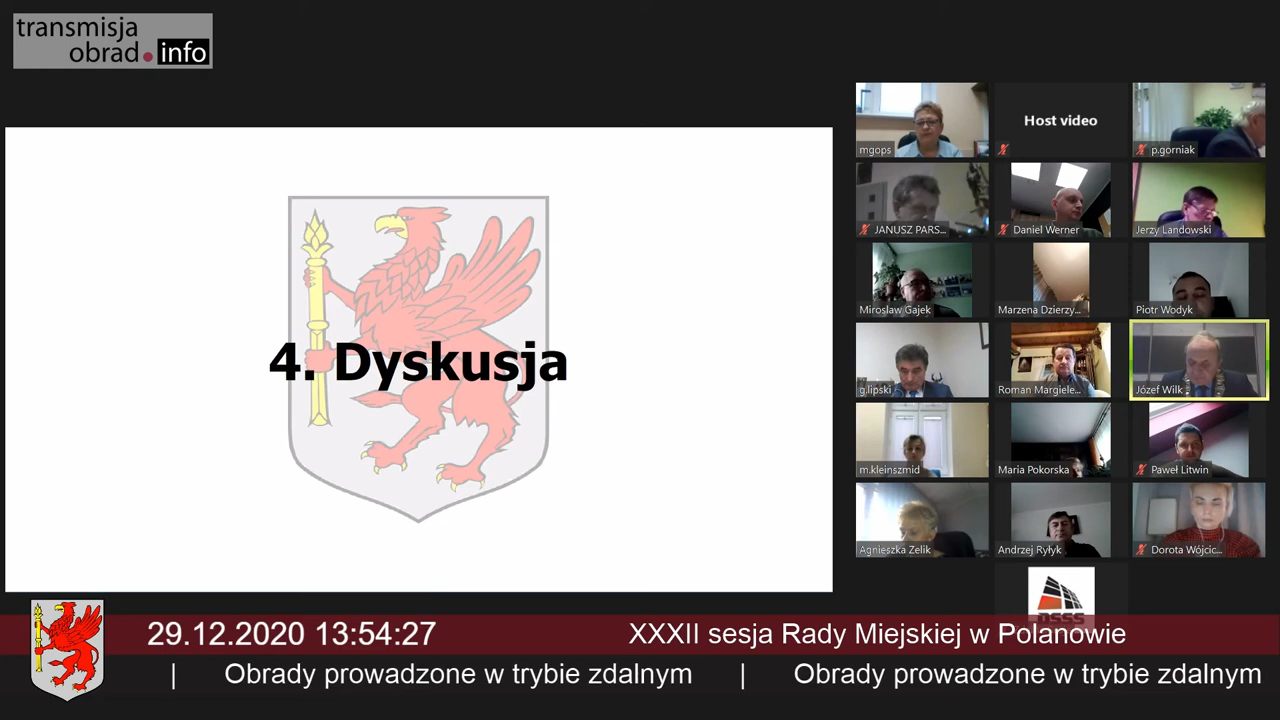 transmisja
obrad.info
4. Dyskusja
mgops
Host video
p.gorniak
JANUSZ PARS...
Daniel Werner
Jerzy Landowski
Mirosław Gajek
Marzena Dzierzy...
Piotr Wodyk
g.lipski
Roman Margiele...
Józef Wilk
m.kleinszmid
Maria Pokorska
Paweł Litwin
Agnieszka Zelik
Andrzej Ryłyk
Dorota Wójcic...
29.12.2020 13:54:27
XXXII sesja Rady Miejskiej w Polanowie
| Obrady prowadzone w trybie zdalnym | Obrady prowadzone w trybie zdalnym